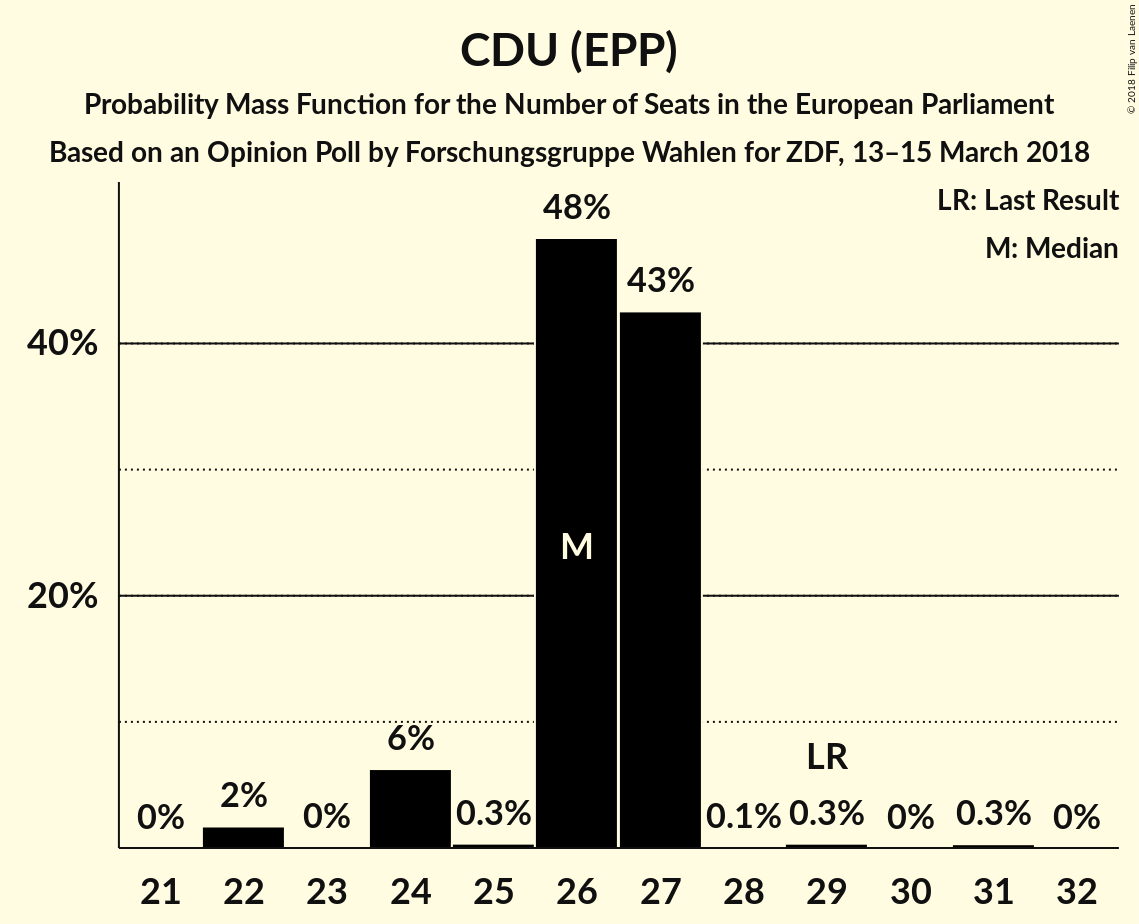 CDU (EPP)
Probability Mass Function for the Number of Seats in the European Parliament
Based on an Opinion Poll by Forschungsgruppe Wahlen for ZDF, 13–15 March 2018
© 2018 Filip van Laenen
LR: Last Result
M: Median
40%
20%
0%
2%
0%
6%
0.3%
48%
M
43%
0.1%
LR
0.3%
0%
0.3%
0%
21 22 23 24 25 26 27 28 29 30 31 32